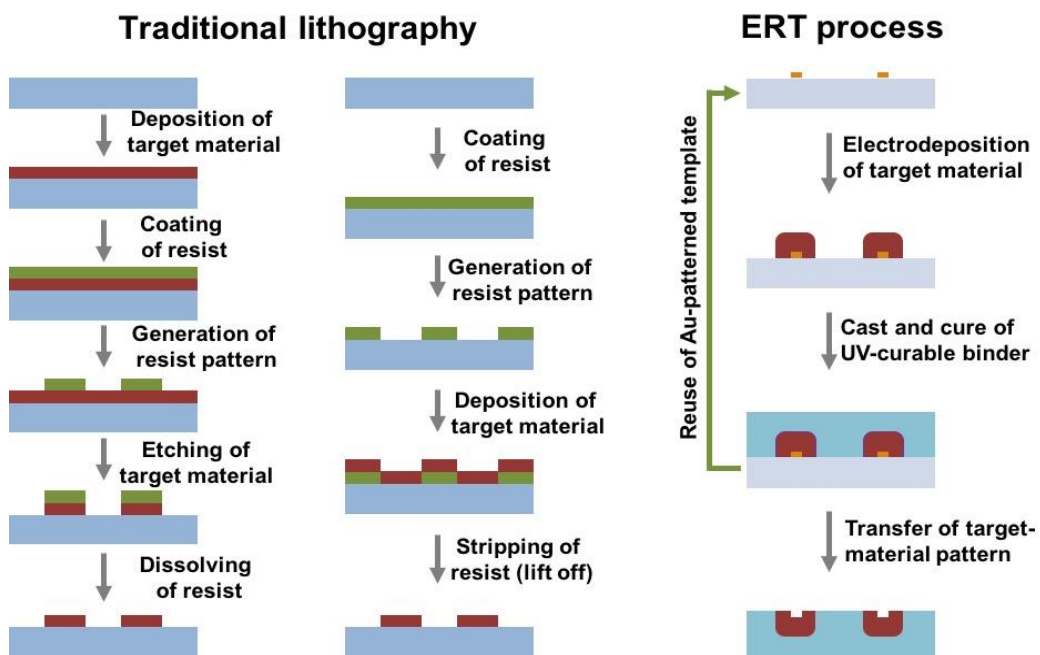 Traditional lithography
Deposition of
target material
Coating
of resist
Generation of
resist pattern
Etching of
target material
Dissolving
of resist
Coating
of resist
Generation of
resist pattern
Deposition of
target material
Stripping of
resist (lift off)
ERT process
Reuse of Au-patterned template
Electrodeposition
of target material
Cast and cure of
UV-curable binder
Transfer of target-
material pattern